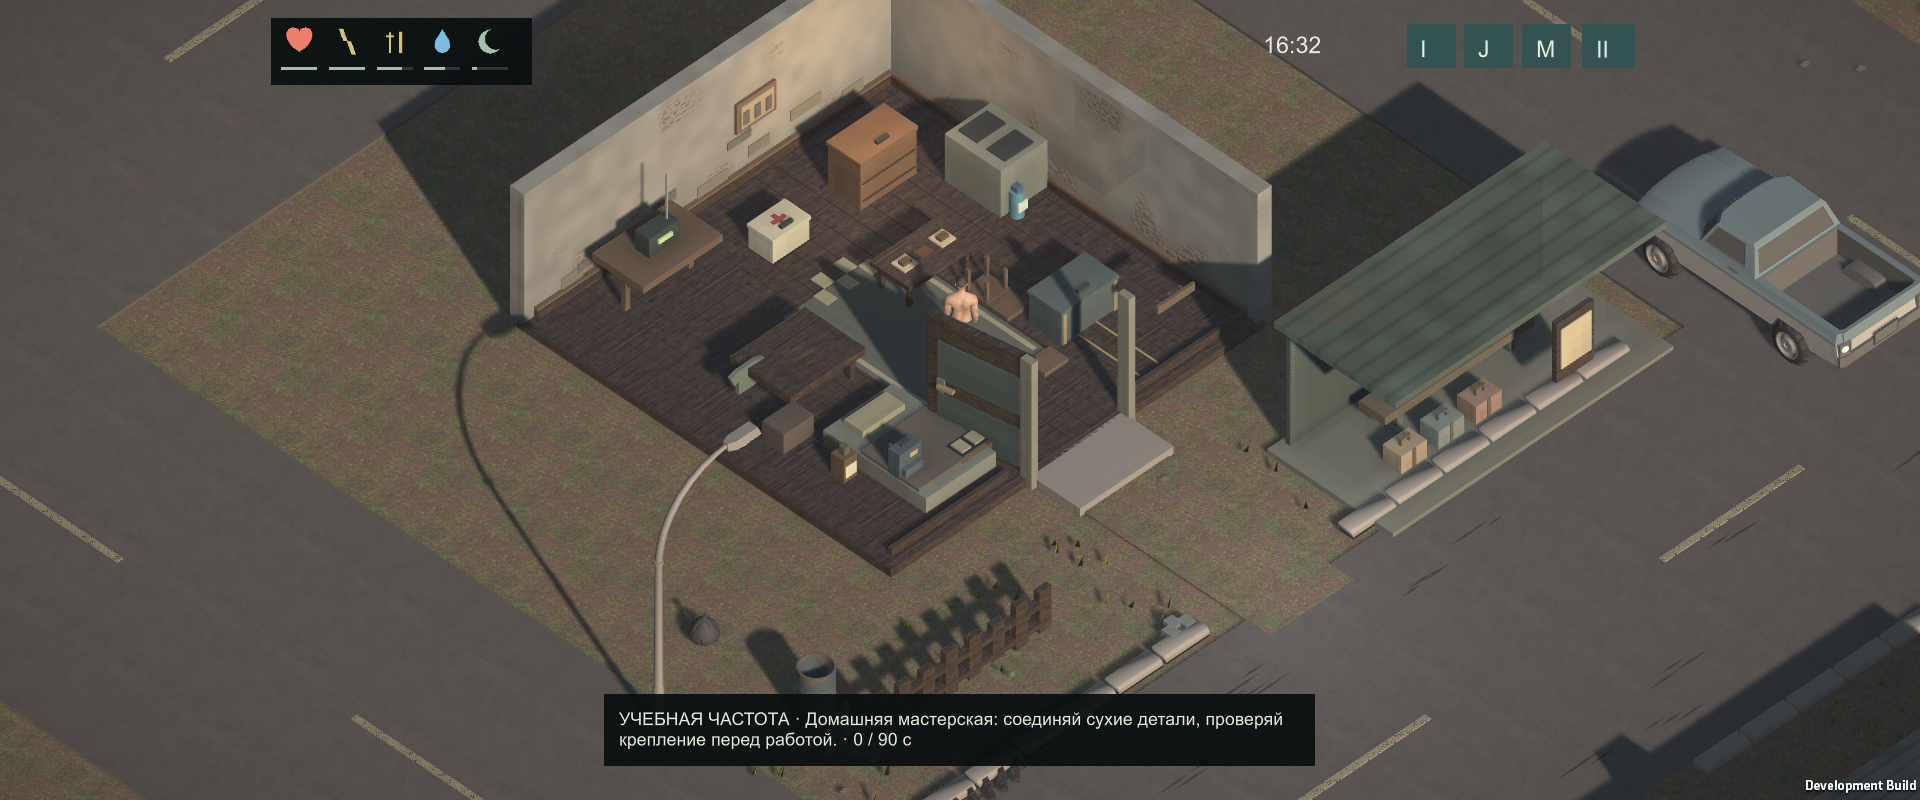 16:32
I
J
M
II
УЧЕБНАЯ ЧАСТОТА · Домашняя мастерская: соединяй сухие детали, проверяй
крепление перед работой. · 0 / 90 с
Development Build